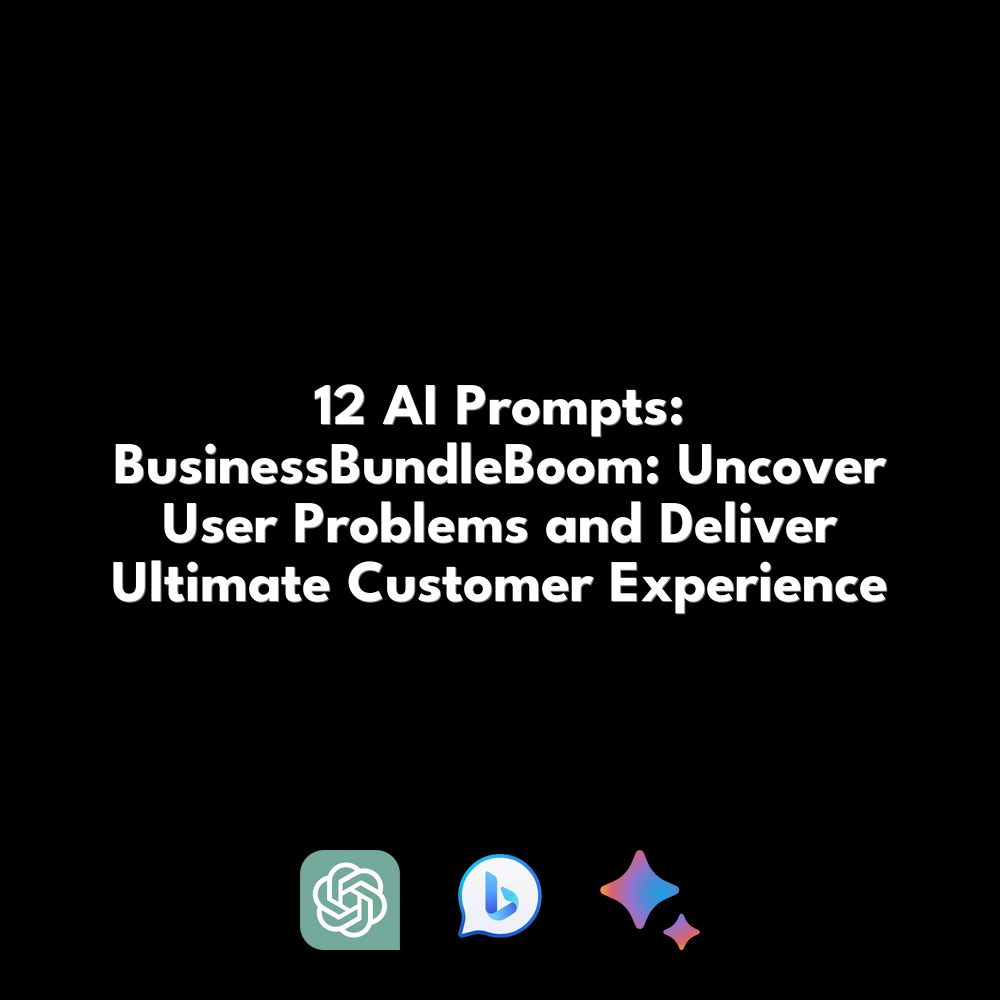 12 AI Prompts:
BusinessBundleBoom: Uncover
User Problems and Deliver
Ultimate Customer Experience